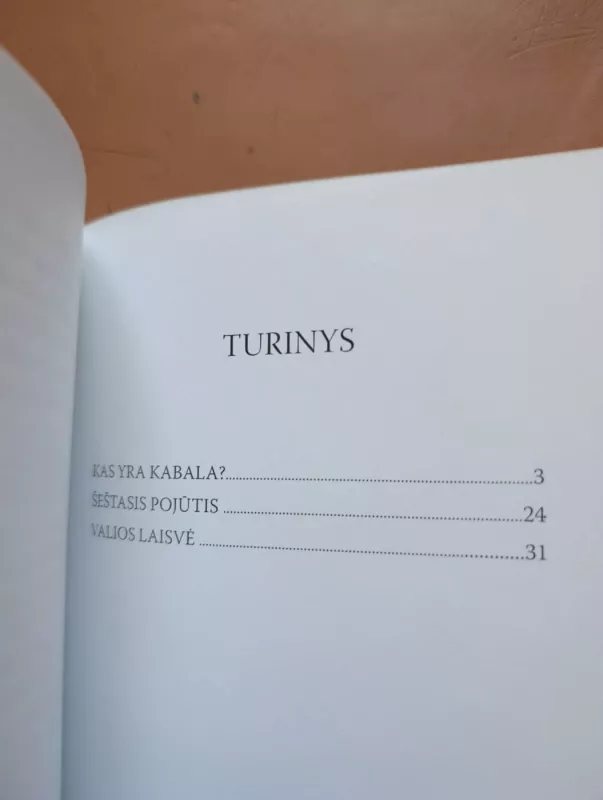 TURINYS
KAS YRA KABALA?..........................................................3
ŠEŠTASIS POJŪTIS ..........................................................24
VALIOS LAISVĖ ..............................................................31